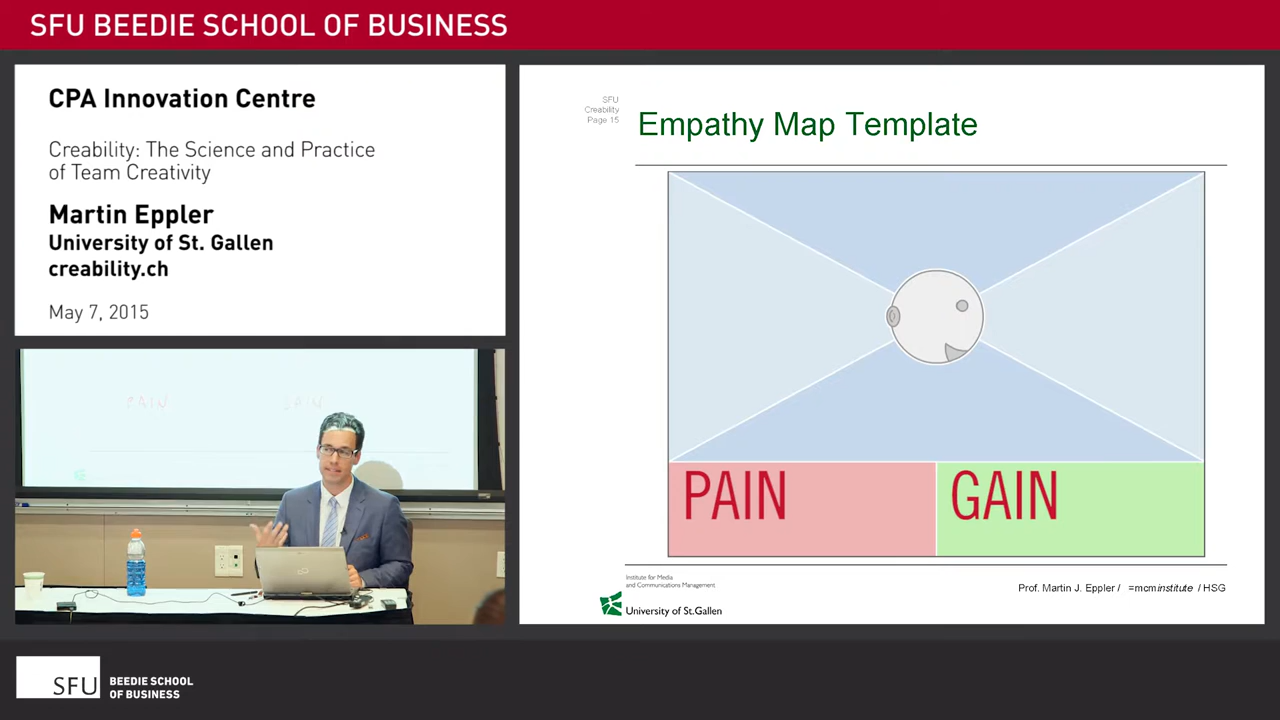 SFU BEEDIE SCHOOL OF BUSINESS
CPA Innovation Centre
Creability: The Science and Practice
of Team Creativity
Martin Eppler
University of St. Gallen
creability.ch
May 7, 2015
SFU
Creability
Page 15
Empathy Map Template
PAIN
GAIN
PAIN
GAIN
Institute for Media
and Communications Management
University of St.Gallen
Prof. Martin J. Eppler / =mcminstitute / HSG
SFU
BEEDIE SCHOOL
OF BUSINESS